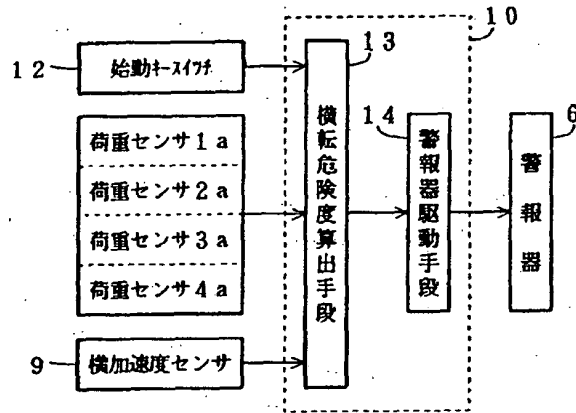 10
13
12
始動キースイッチ
14
6
荷重センサ1a
荷重センサ2a
荷重センサ3a
荷重センサ4a
横転危険度算出手段
警報器駆動手段
警報器
9
横加速度センサ